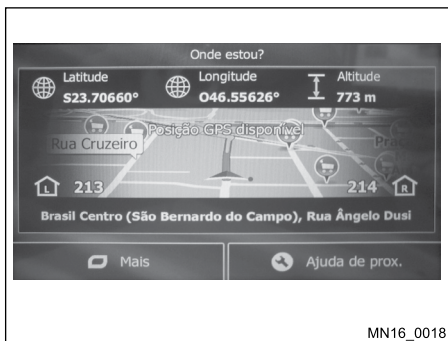 Onde estou?
Latitude
S23.70660°
Longitude
O46.55626°
Altitude
773 m
Posição GPS disponível
Rua Cruzeiro
Pra
L
213
214
R
Brasil Centro (São Bernardo do Campo), Rua Ângelo Dusi
Mais
Ajuda de prox.
MN16_0018